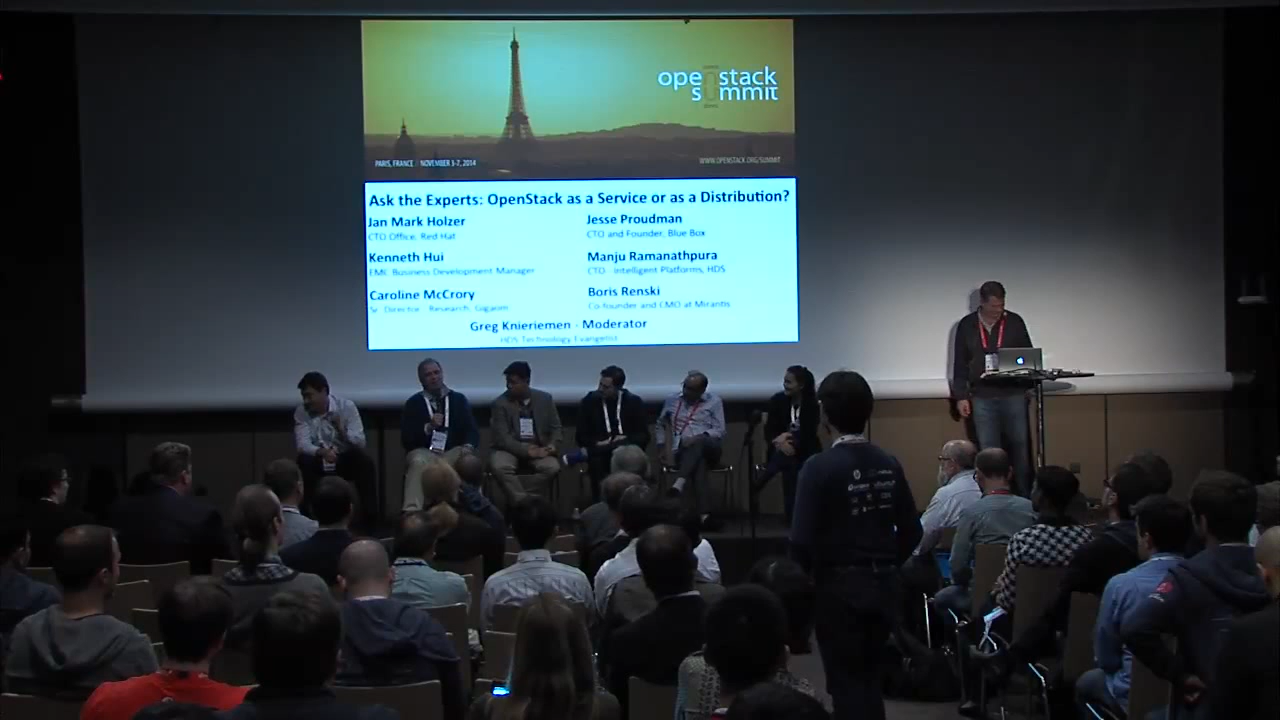 openstack
summit
PARIS, FRANCE
NOVEMBER 3-7, 2014
WWW.OPENSTACK.ORG/SUMMIT
Ask the Experts: OpenStack as a Service or as a Distribution?
Jan Mark Holzer
CTO Office, Red Hat
Jesse Proudman
CTO and Founder, Blue Box
Kenneth Hui
EMC Business Development Manager
Manju Ramanathpura
CTO - Intelligent Platforms, HDS
Caroline McCrory
Sr. Director - Research, Gigaom
Boris Renski
Co-founder and CMO at Mirantis
Greg Knieriemen - Moderator
HDS Technology Evangelist